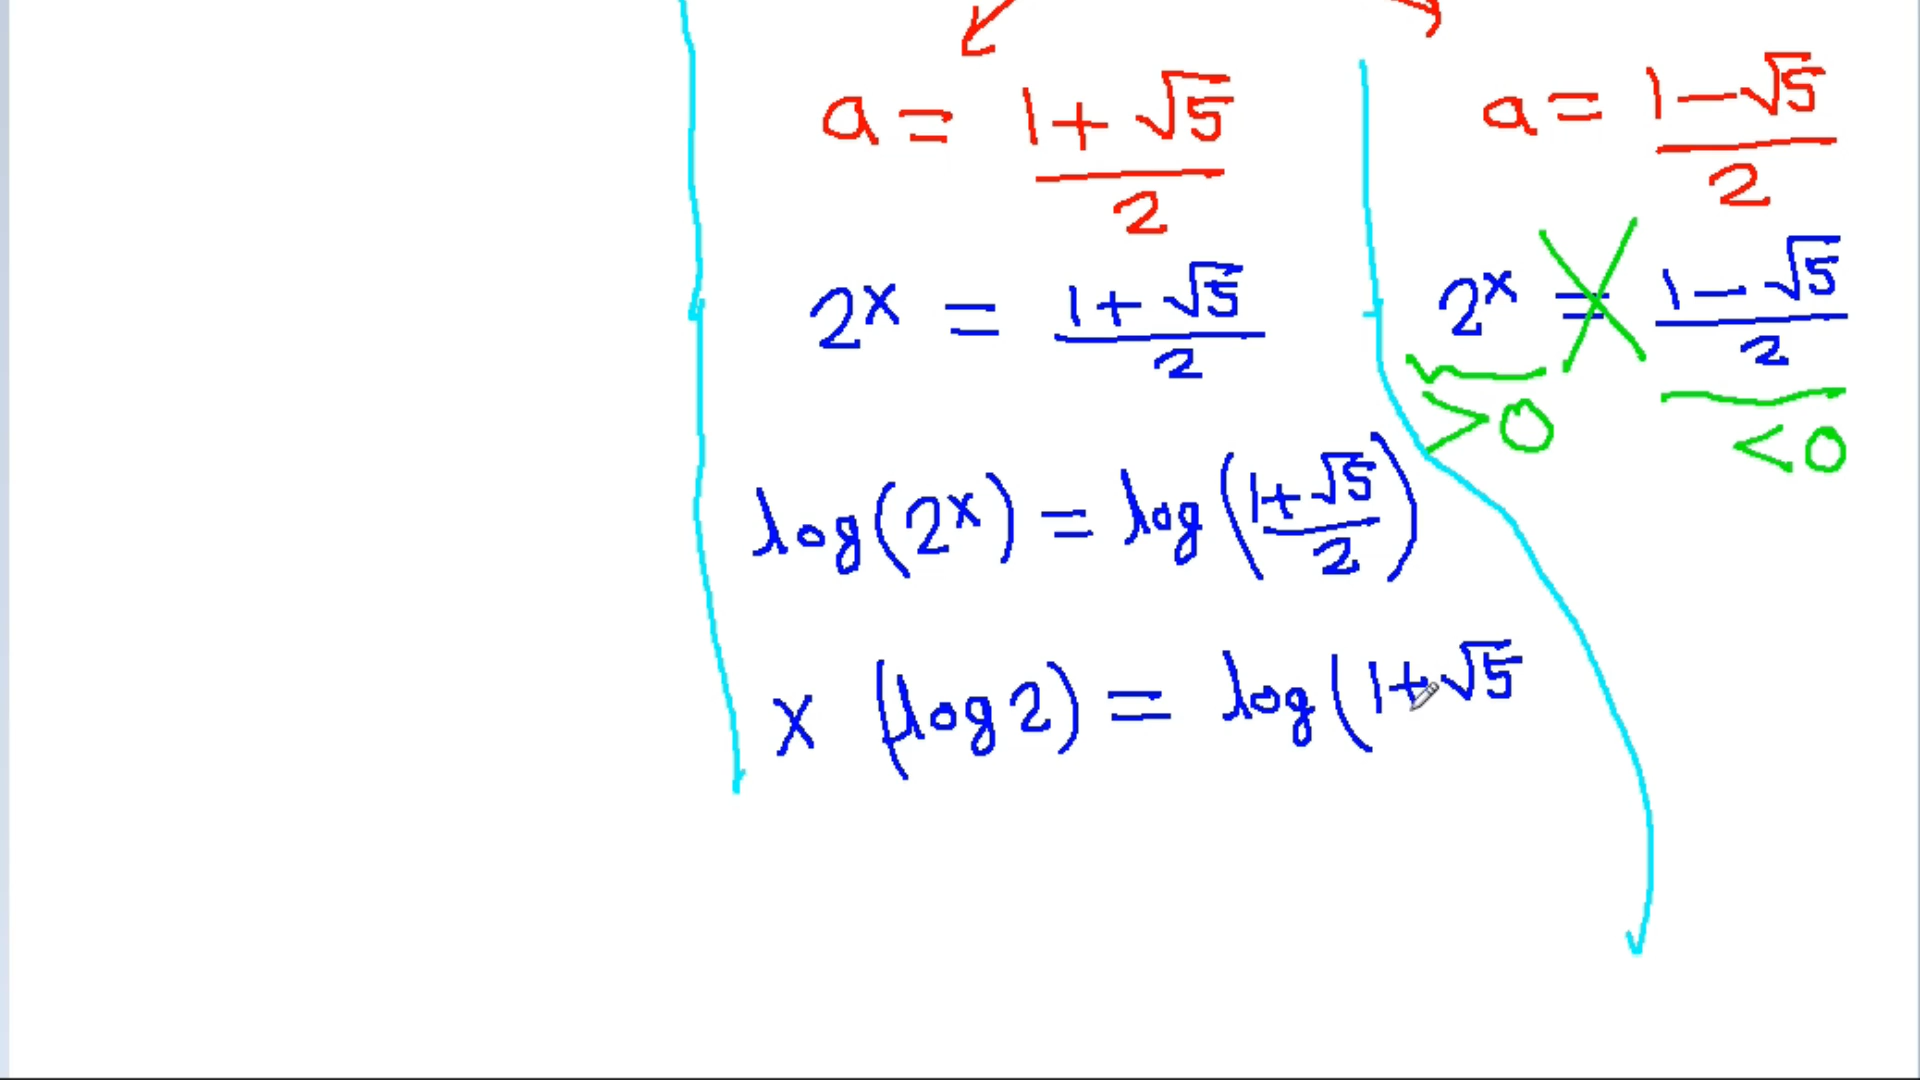 a = (1 + √5)/2
a = (1 − √5)/2
2^x = (1 + √5)/2
2^x = (1 − √5)/2
>0
<0
log(2^x) = log((1 + √5)/2)
x (log 2) = log(1 + √5